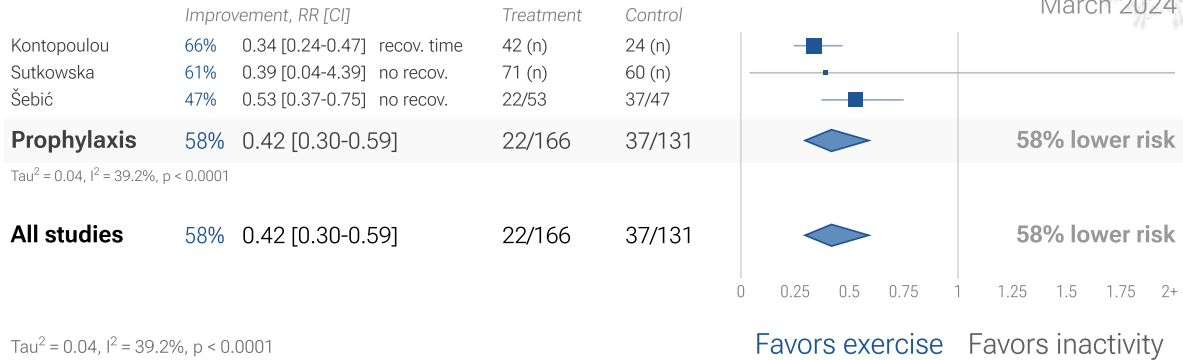 March 2024
Improvement, RR [CI] Treatment Control
Kontopoulou 66% 0.34 [0.24-0.47] recov. time 42 (n) 24 (n)
Sutkowska 61% 0.39 [0.04-4.39] no recov. 71 (n) 60 (n)
Šebić 47% 0.53 [0.37-0.75] no recov. 22/53 37/47
Prophylaxis 58% 0.42 [0.30-0.59] 22/166 37/131 58% lower risk
Tau² = 0.04, I² = 39.2%, p < 0.0001
All studies 58% 0.42 [0.30-0.59] 22/166 37/131 58% lower risk
0 0.25 0.5 0.75 1 1.25 1.5 1.75 2+
Tau² = 0.04, I² = 39.2%, p < 0.0001 Favors exercise Favors inactivity